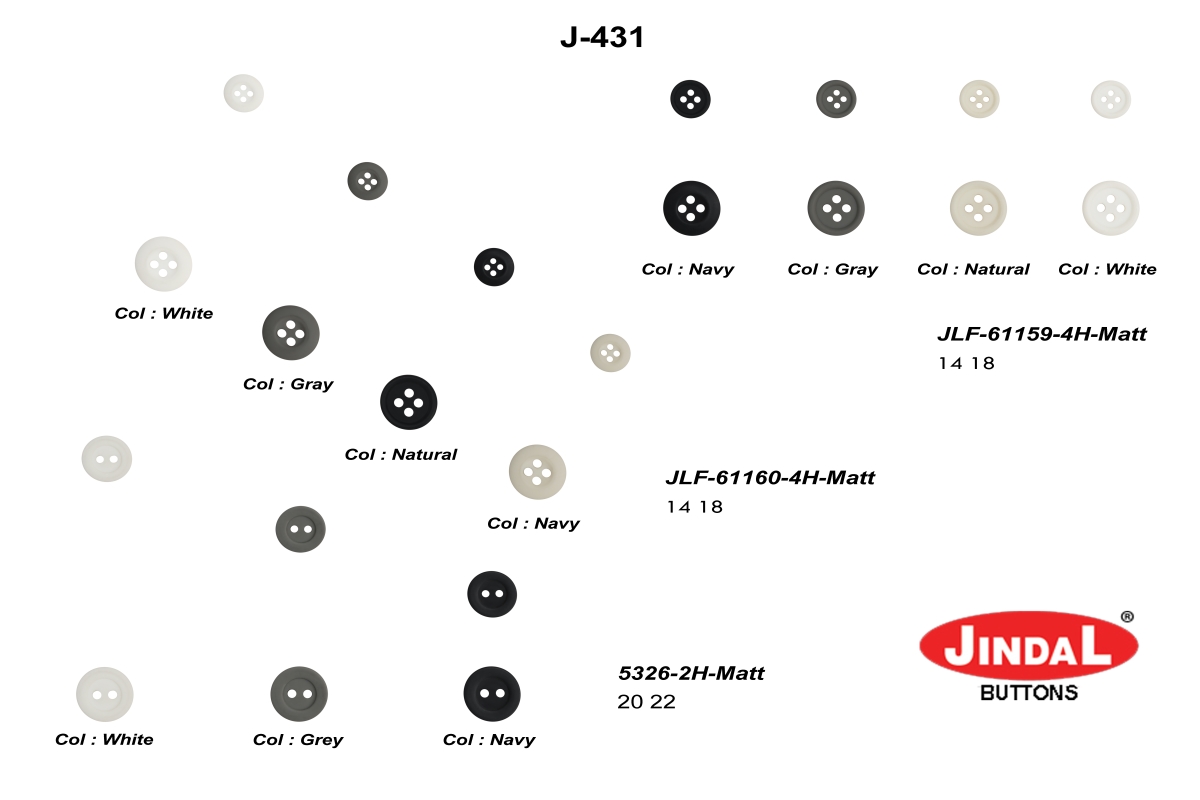 J-431
Col : Navy
Col : Gray
Col : Natural
Col : White
JLF-61159-4H-Matt
14 18
Col : White
Col : Gray
Col : Natural
Col : Navy
JLF-61160-4H-Matt
14 18
5326-2H-Matt
20 22
Col : White
Col : Grey
Col : Navy
JINDAL®
BUTTONS